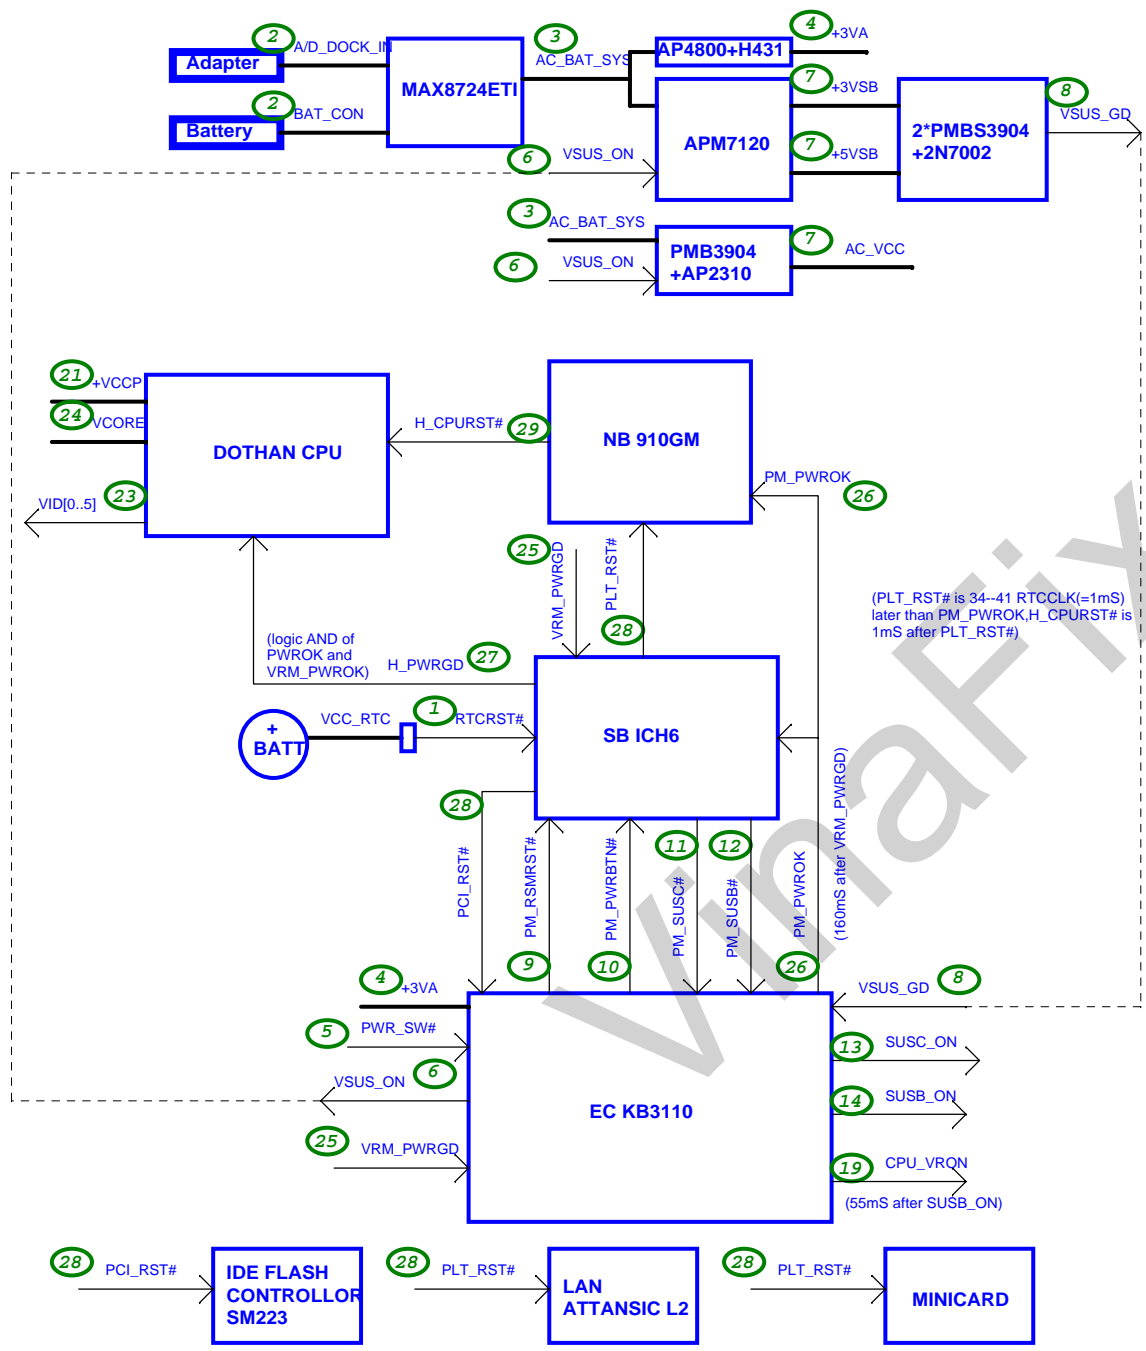 2
A/D_DOCK_IN
Adapter
2
BAT_CON
Battery
MAX8724ETI
3
AC_BAT_SYS
AP4800+H431
4
+3VA
APM7120
7
+3VSB
7
+5VSB
2*PMBS3904
+2N7002
8
VSUS_GD
6
VSUS_ON
3
AC_BAT_SYS
6
VSUS_ON
PMB3904
+AP2310
7
AC_VCC
21
+VCCP
24
VCORE
23
VID[0..5]
DOTHAN CPU
H_CPURST#
29
NB 910GM
PM_PWROK
26
25
VRM_PWRGD
PLT_RST#
28
(PLT_RST# is 34--41 RTCCLK(=1mS)
later than PM_PWROK,H_CPURST# is
1mS after PLT_RST#)
(logic AND of
PWROK and
VRM_PWROK)
H_PWRGD
27
+
BATT
VCC_RTC
1
RTCRST#
SB ICH6
28
PCI_RST#
PM_RSMRST#
9
PM_PWRBTN#
10
11
PM_SUSC#
12
PM_SUSB#
PM_PWROK
26
(160mS after VRM_PWRGD)
4
+3VA
5
PWR_SW#
6
VSUS_ON
25
VRM_PWRGD
EC KB3110
VSUS_GD
8
13
SUSC_ON
14
SUSB_ON
19
CPU_VRON
(55mS after SUSB_ON)
28
PCI_RST#
IDE FLASH
CONTROLLOR
SM223
28
PLT_RST#
LAN
ATTANSIC L2
28
PLT_RST#
MINICARD
VinaFix